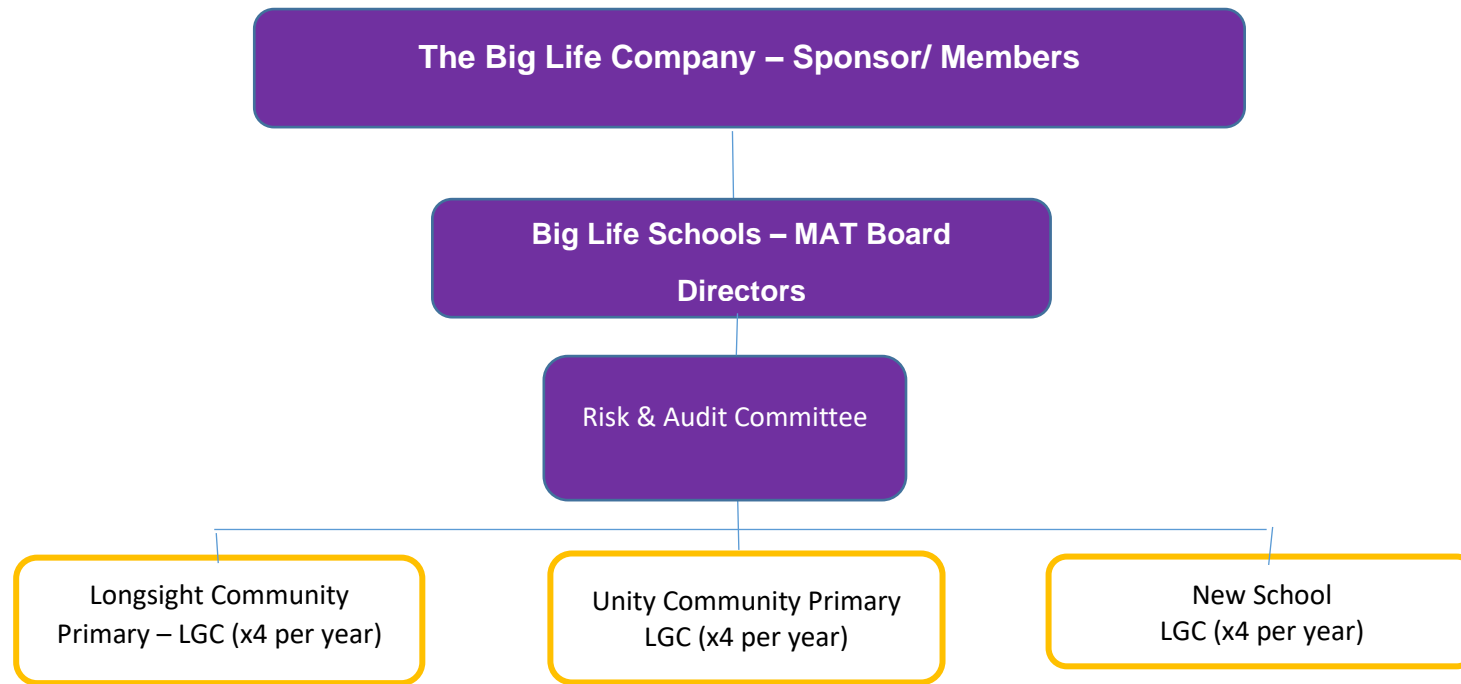 The Big Life Company – Sponsor/ Members
Big Life Schools – MAT Board
Directors
Risk & Audit Committee
Longsight Community
Primary – LGC (x4 per year)
Unity Community Primary
LGC (x4 per year)
New School
LGC (x4 per year)